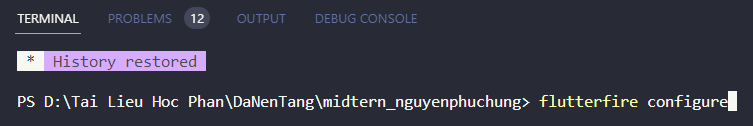 TERMINAL PROBLEMS 12 OUTPUT DEBUG CONSOLE
* History restored
PS D:\Tai Lieu Hoc Phan\DaNenTang\midtern_nguyenphuchung> flutterfire configure